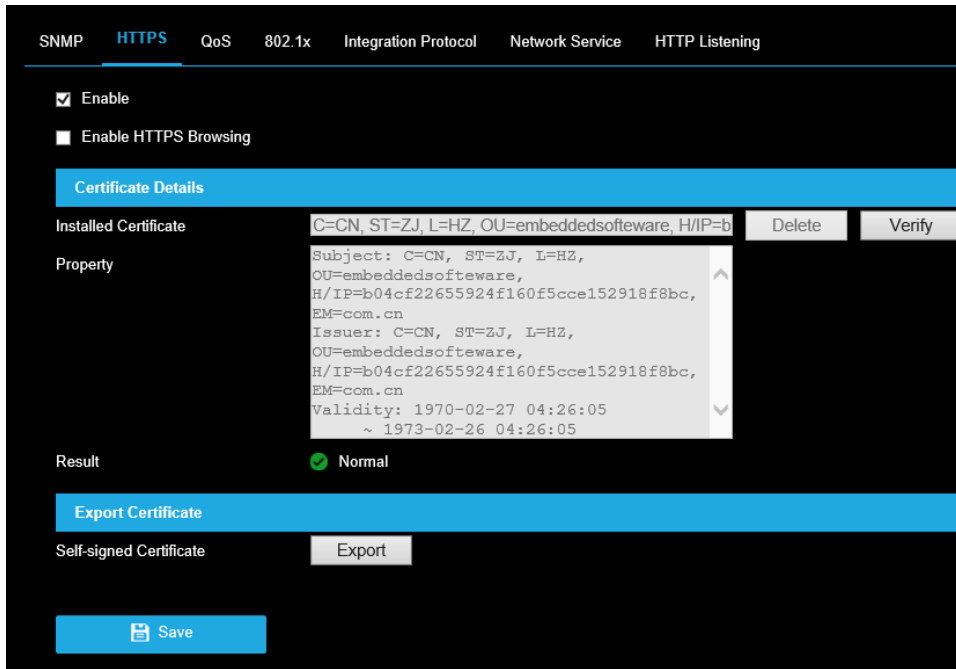 SNMP HTTPS QoS 802.1x Integration Protocol Network Service HTTP Listening
Enable
Enable HTTPS Browsing
Certificate Details
Installed Certificate C=CN, ST=ZJ, L=HZ, OU=embeddedsofteware, H/IP=b Delete Verify
Property
Subject: C=CN, ST=ZJ, L=HZ,
OU=embeddedsofteware,
H/IP=b04cf22655924f160f5cce152918f8bc,
EM=com.cn
Issuer: C=CN, ST=ZJ, L=HZ,
OU=embeddedsofteware,
H/IP=b04cf22655924f160f5cce152918f8bc,
EM=com.cn
Validity: 1970-02-27 04:26:05
~ 1973-02-26 04:26:05
Result Normal
Export Certificate
Self-signed Certificate Export
Save